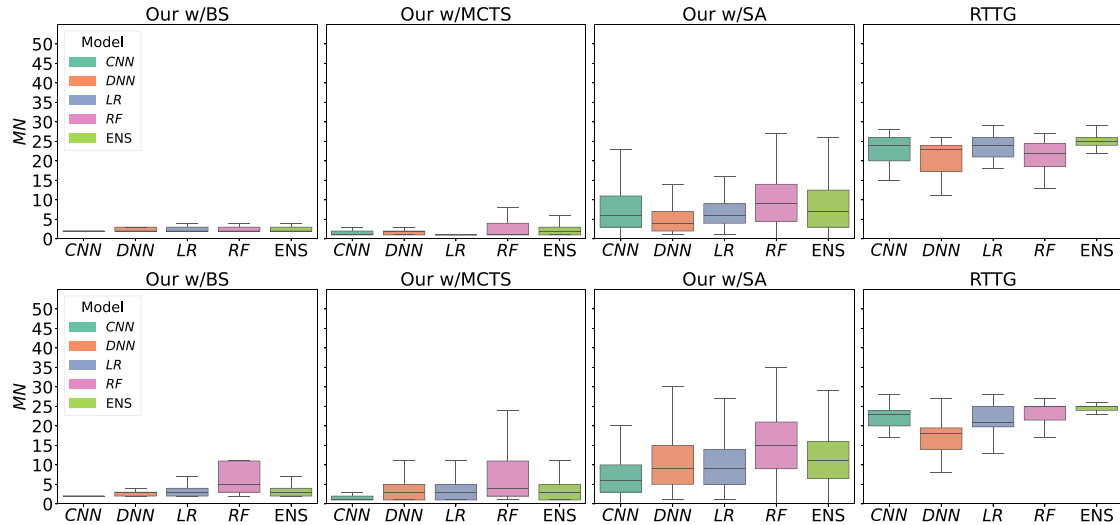 Our w/BS Our w/MCTS Our w/SA RTTG
50
45
40
35
30
25
20
15
10
5
0
MN
Model
CNN
DNN
LR
RF
ENS
CNN DNN LR RF ENS CNN DNN LR RF ENS CNN DNN LR RF ENS CNN DNN LR RF ENS
Our w/BS Our w/MCTS Our w/SA RTTG
50
45
40
35
30
25
20
15
10
5
0
MN
Model
CNN
DNN
LR
RF
ENS
CNN DNN LR RF ENS CNN DNN LR RF ENS CNN DNN LR RF ENS CNN DNN LR RF ENS